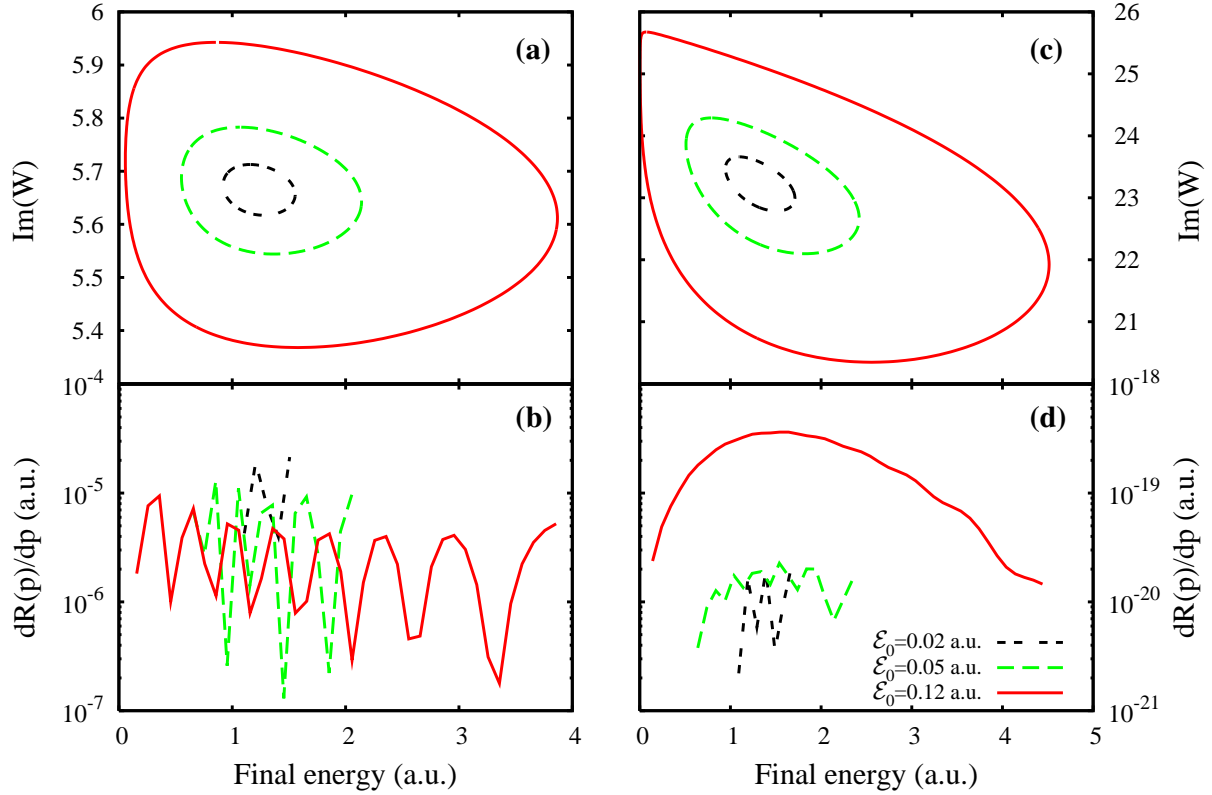 6
5.9
5.8
5.7
5.6
5.5
5.4
10^-4
Im(W)
(a)
26
25
24
23
22
21
10^-18
Im(W)
(c)
10^-5
10^-6
10^-7
dR(p)/dp (a.u.)
(b)
0 1 2 3 4
Final energy (a.u.)
10^-19
10^-20
10^-21
dR(p)/dp (a.u.)
(d)
ℰ_0=0.02 a.u.
ℰ_0=0.05 a.u.
ℰ_0=0.12 a.u.
0 1 2 3 4 5
Final energy (a.u.)